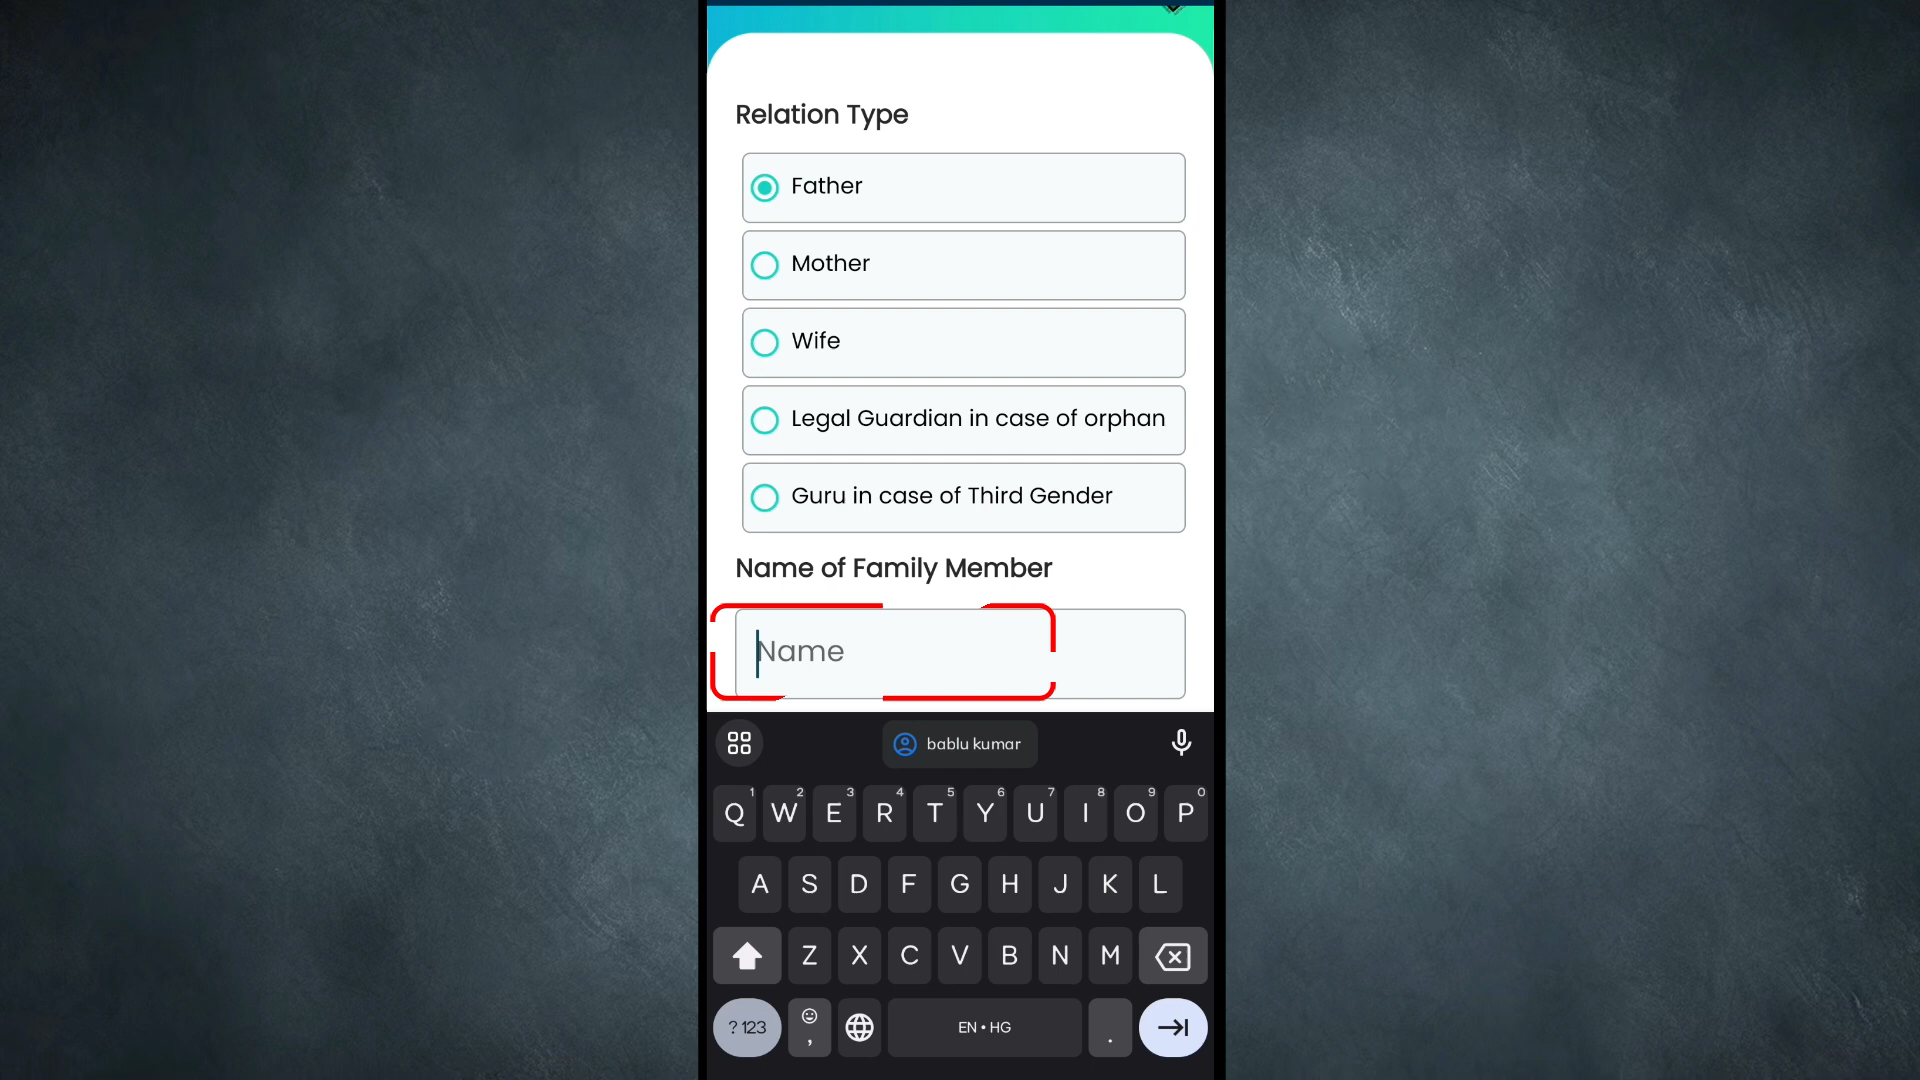 Relation Type
Father
Mother
Wife
Legal Guardian in case of orphan
Guru in case of Third Gender
Name of Family Member
Name
bablu kumar
Q 1 W 2 E 3 R 4 T 5 Y 6 U 7 I 8 O 9 P 0
A S D F G H J K L
Z X C V B N M
?123 , EN • HG .